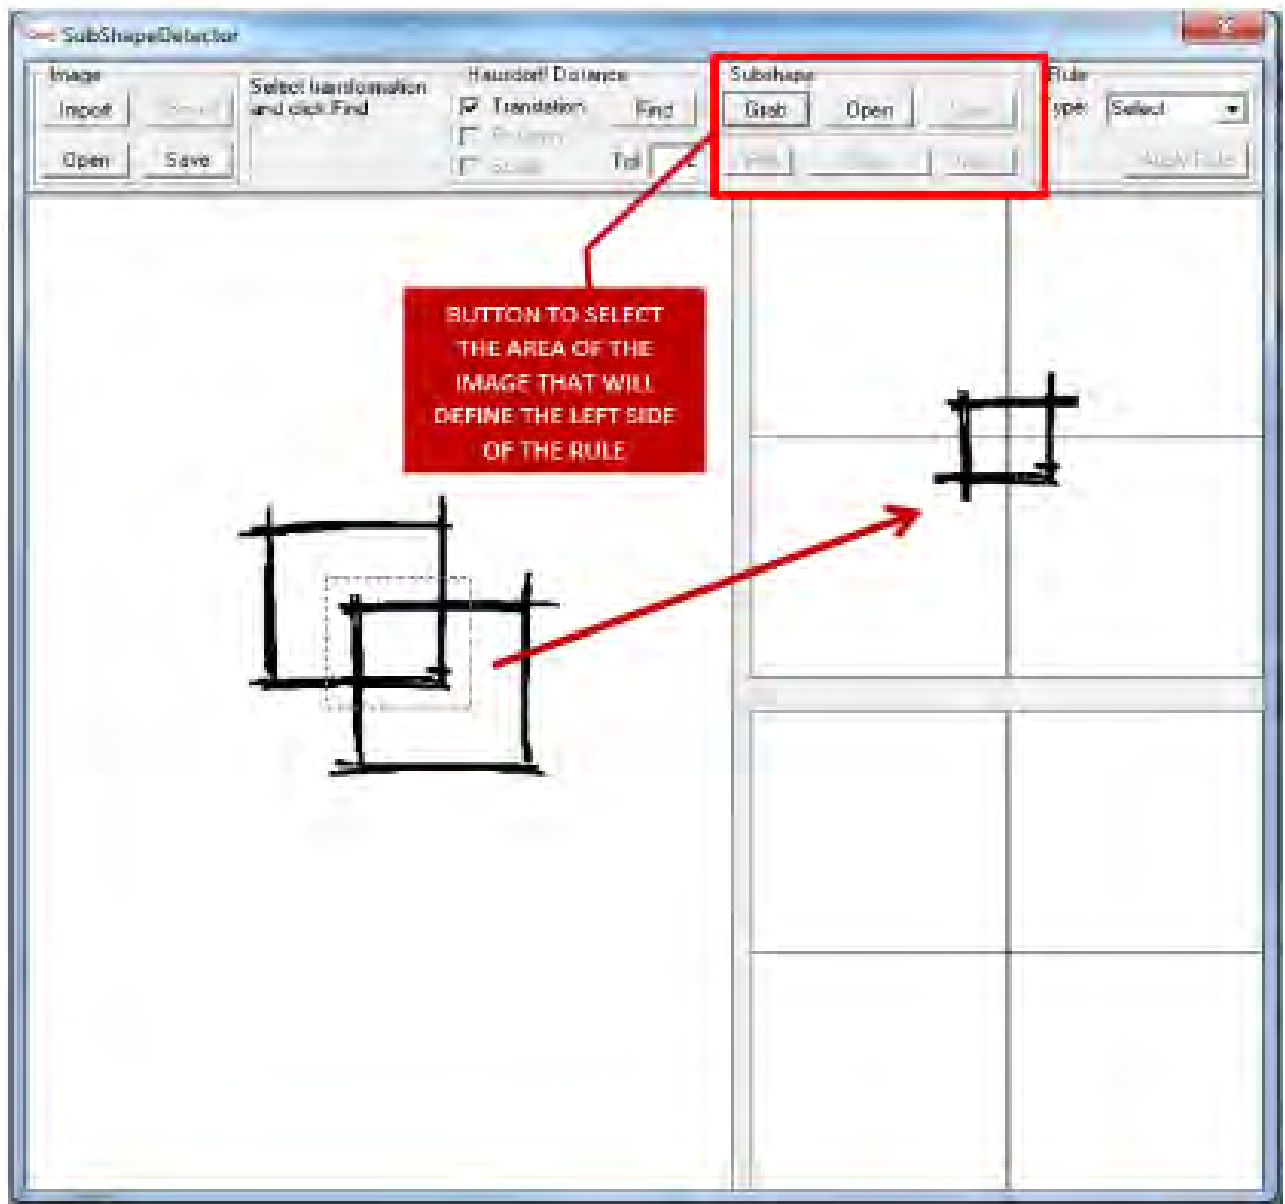 SubShapeDetector
Image
Import
Open Save
Select transformation
and click Find
Hausdorff Distance
Translation Find
Tol
Subshape
Grab Open
Rule
Type: Select
Apply Rule
BUTTON TO SELECT
THE AREA OF THE
IMAGE THAT WILL
DEFINE THE LEFT SIDE
OF THE RULE